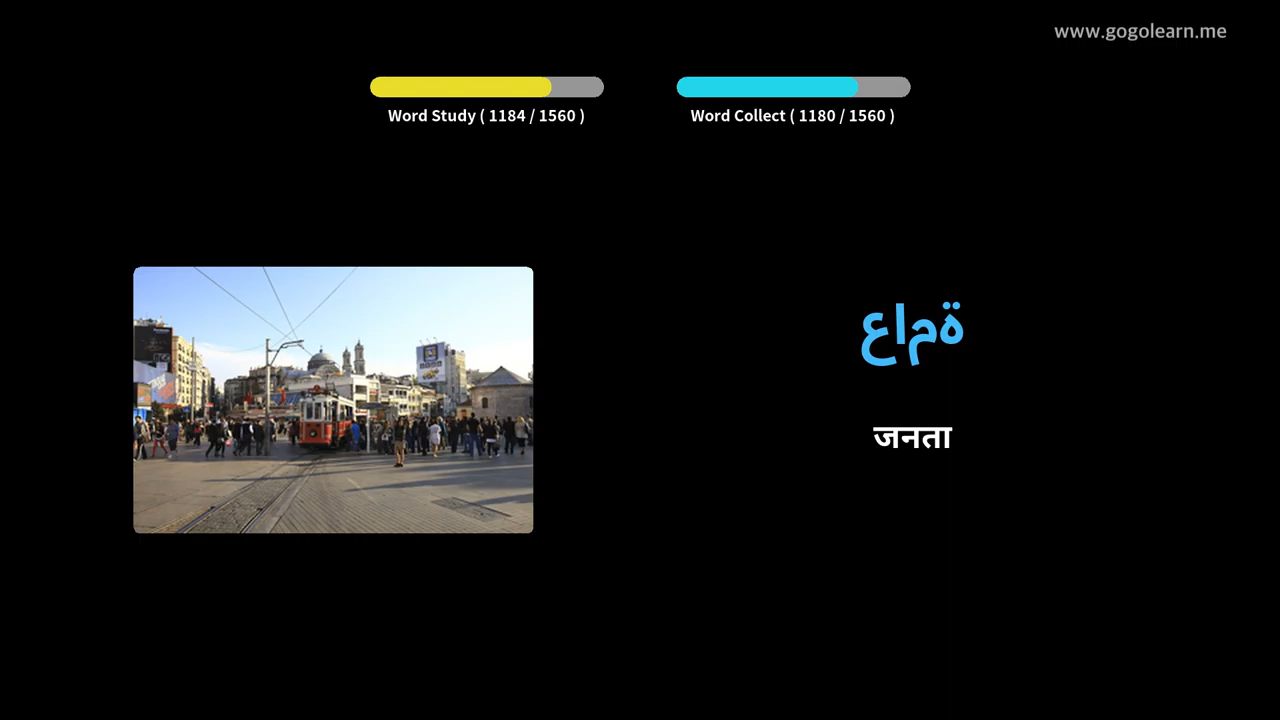 www.gogolearn.me
Word Study ( 1184 / 1560 )
Word Collect ( 1180 / 1560 )
عامة
जनता